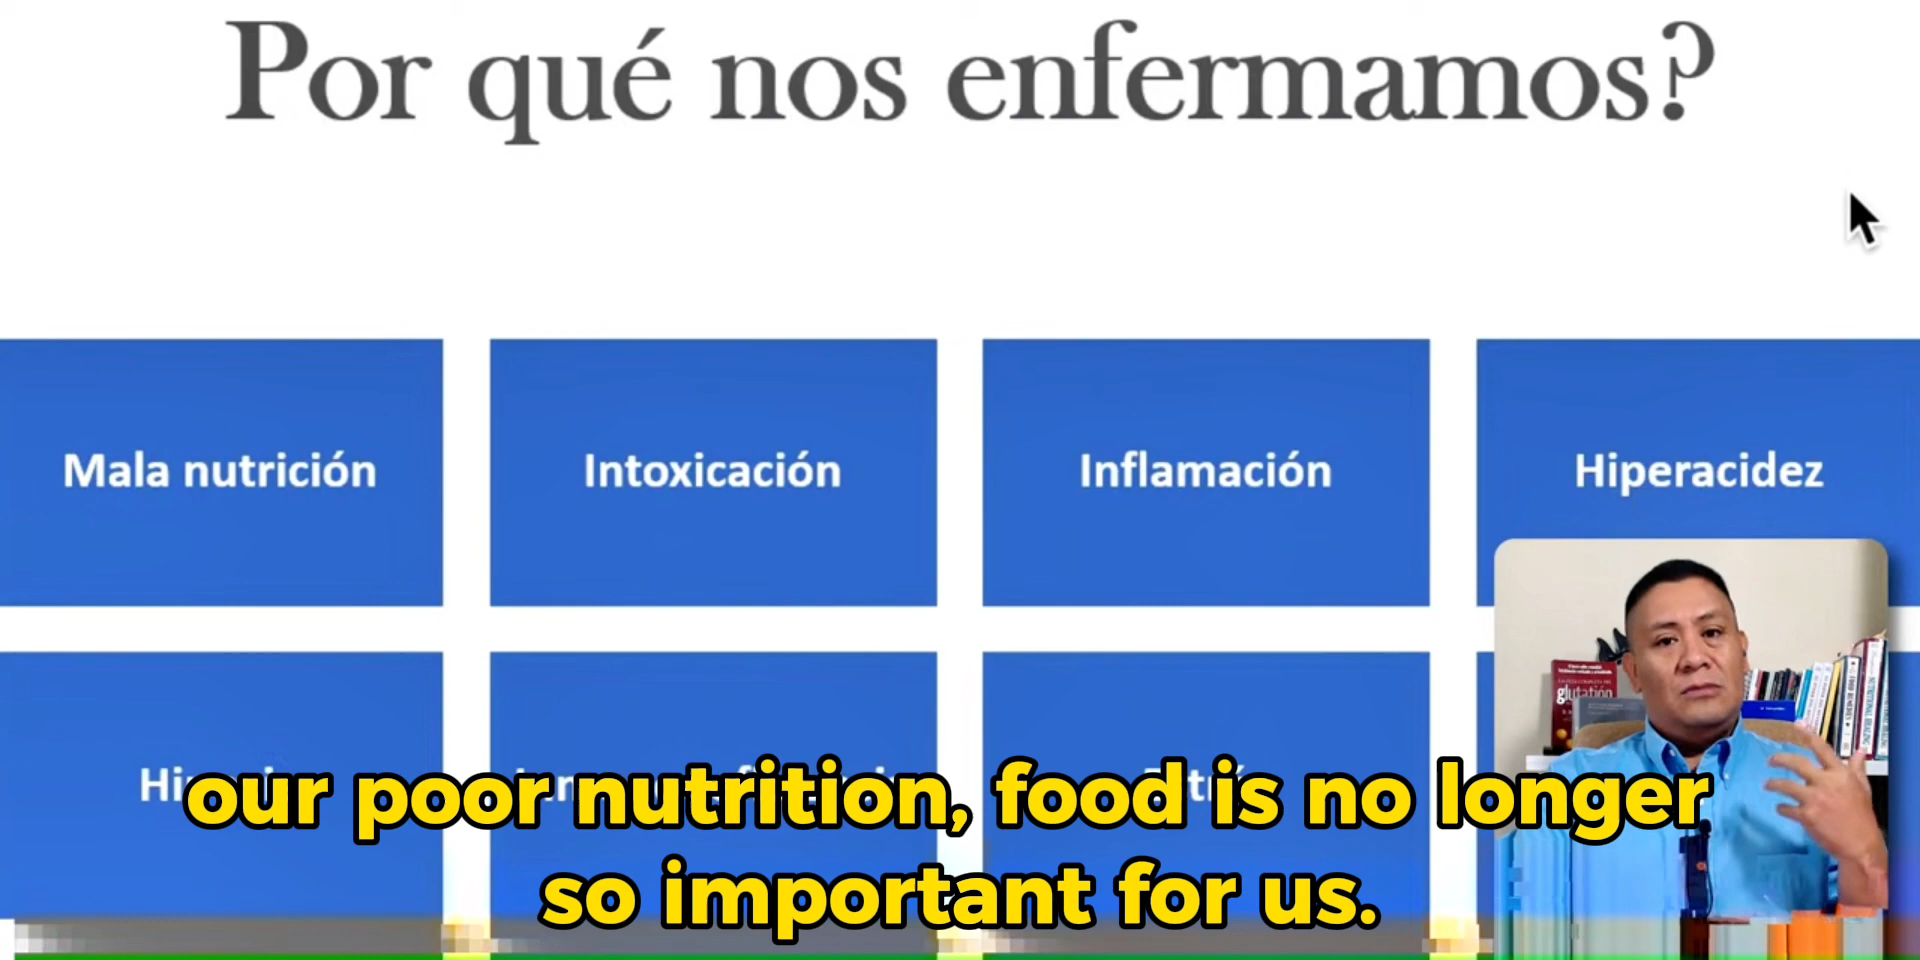 Por qué nos enfermamos?
Mala nutrición
Intoxicación
Inflamación
Hiperacidez
glutatión
our poor nutrition, food is no longer
so important for us.